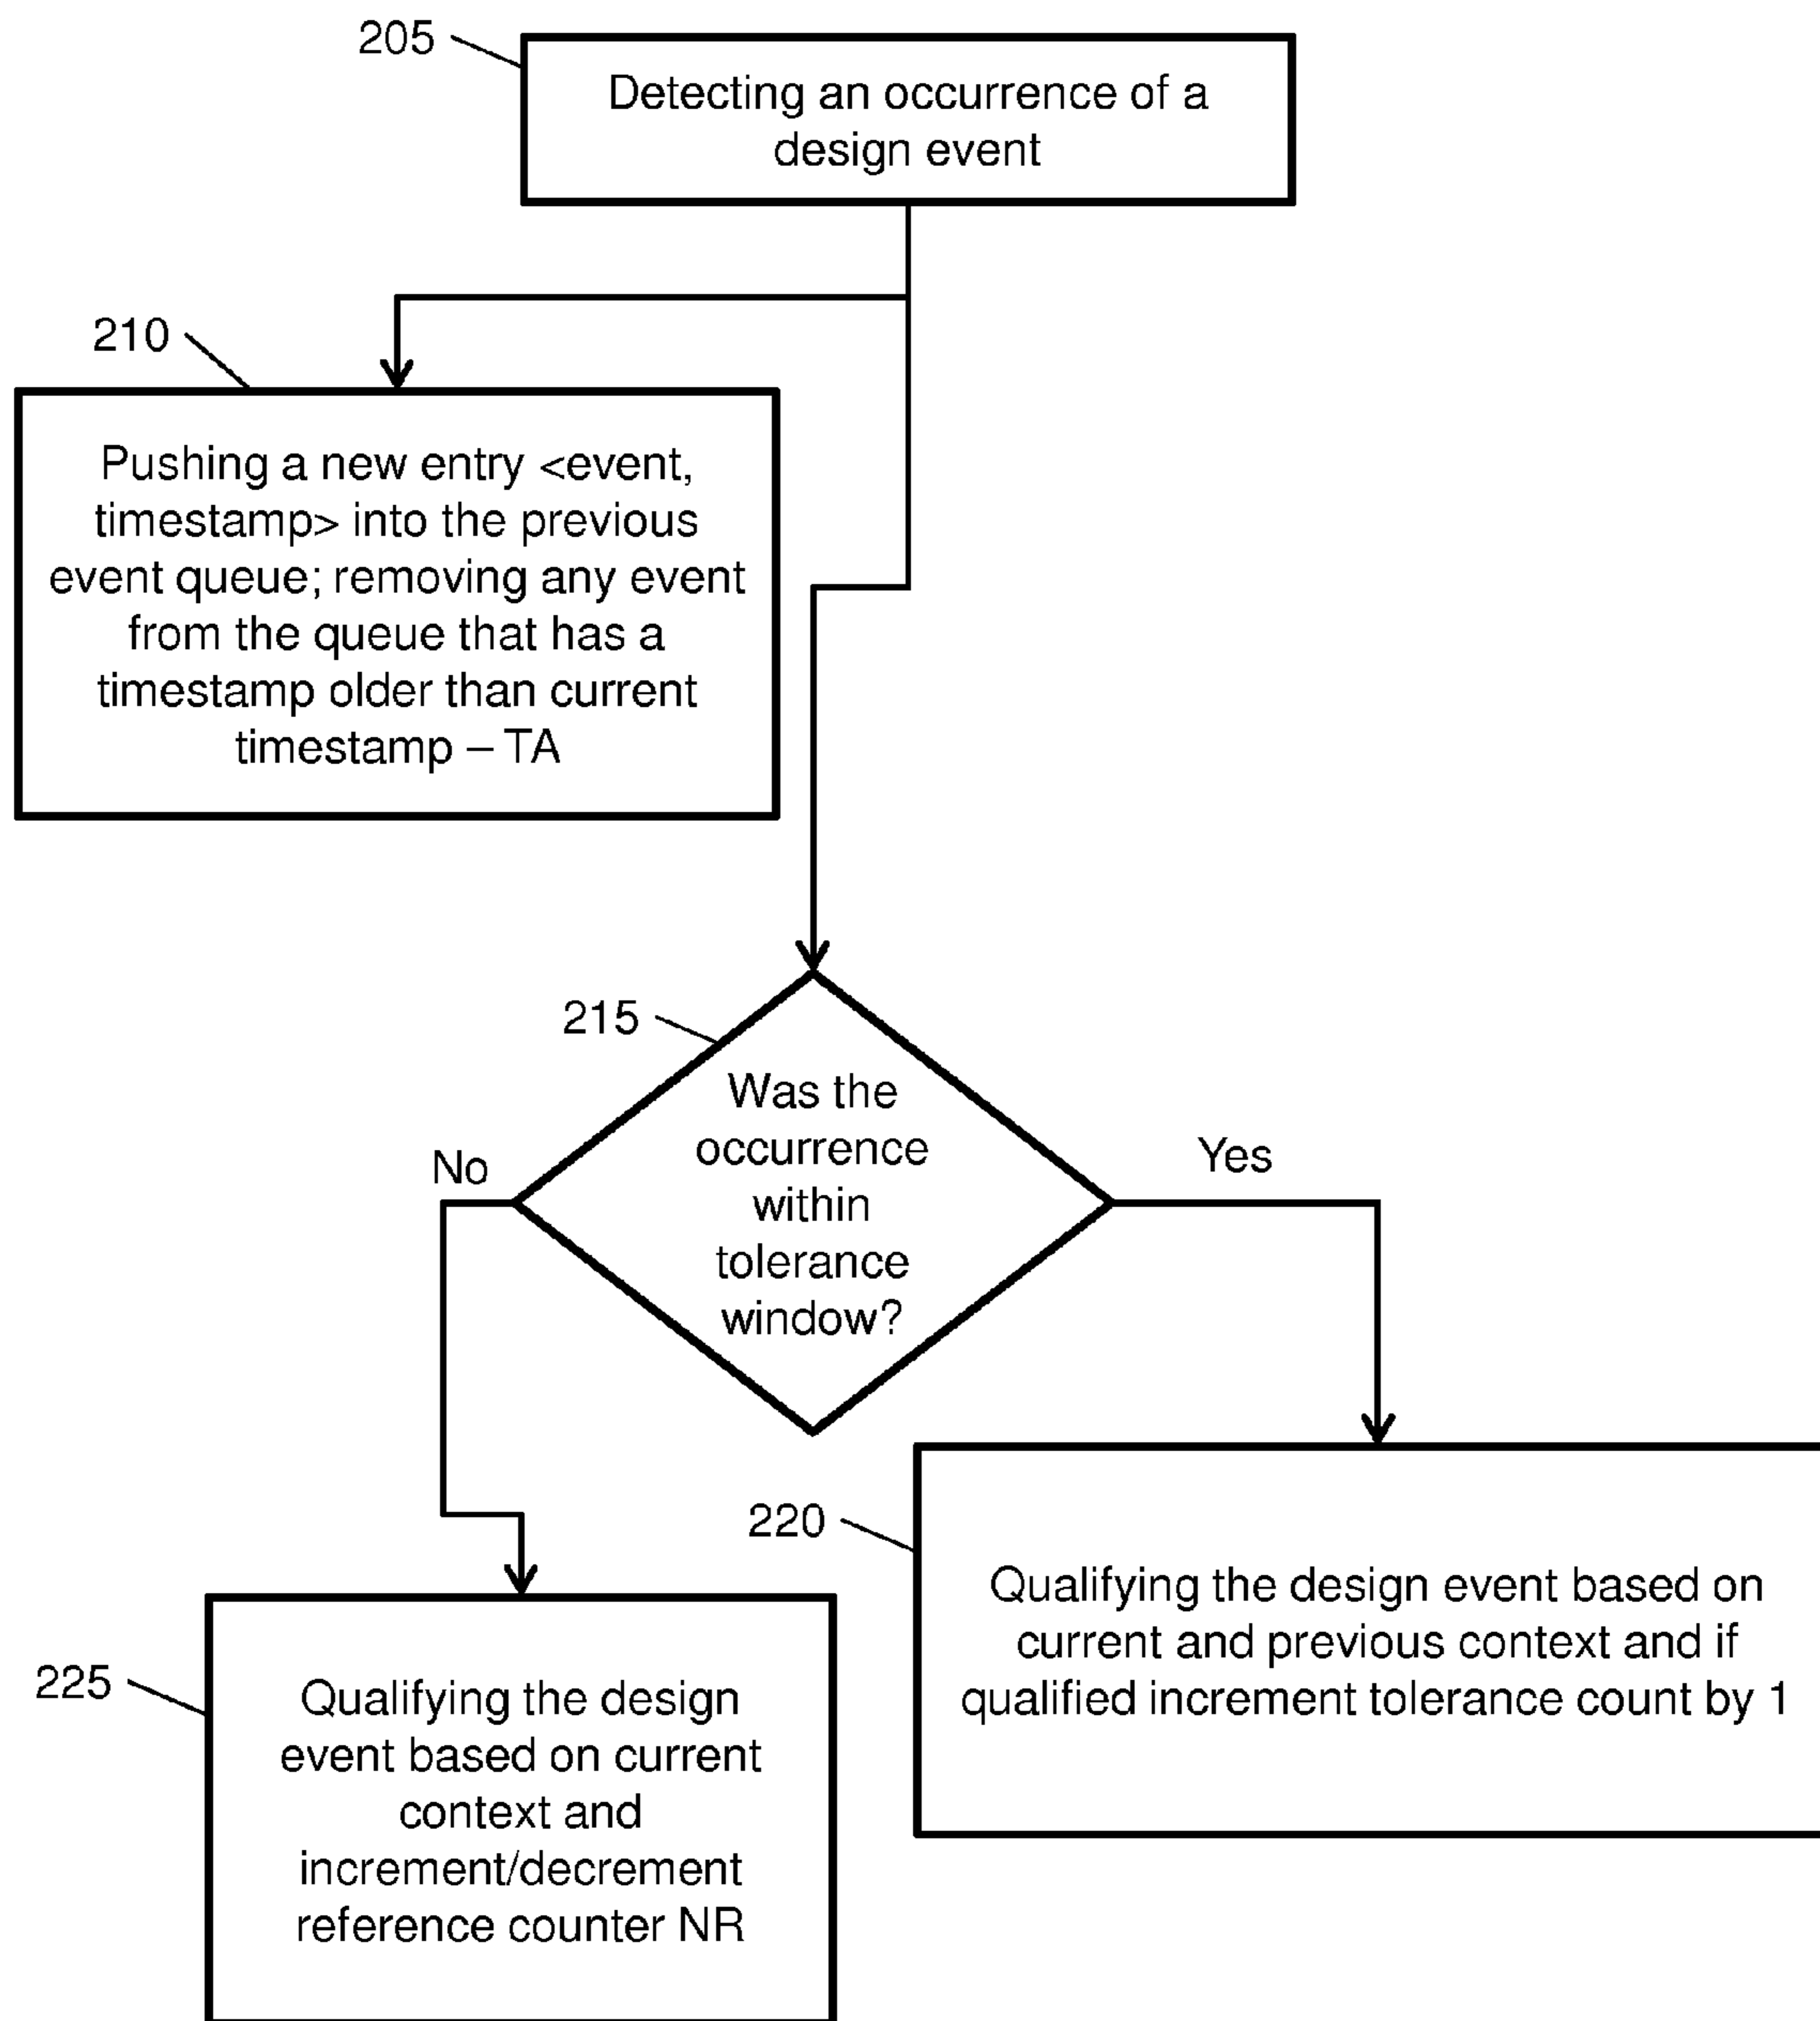 205
Detecting an occurrence of a
design event
210
Pushing a new entry <event,
timestamp> into the previous
event queue; removing any event
from the queue that has a
timestamp older than current
timestamp – TA
215
Was the
occurrence
within
tolerance
window?
No
Yes
220
Qualifying the design event based on
current and previous context and if
qualified increment tolerance count by 1
225
Qualifying the design
event based on current
context and
increment/decrement
reference counter NR